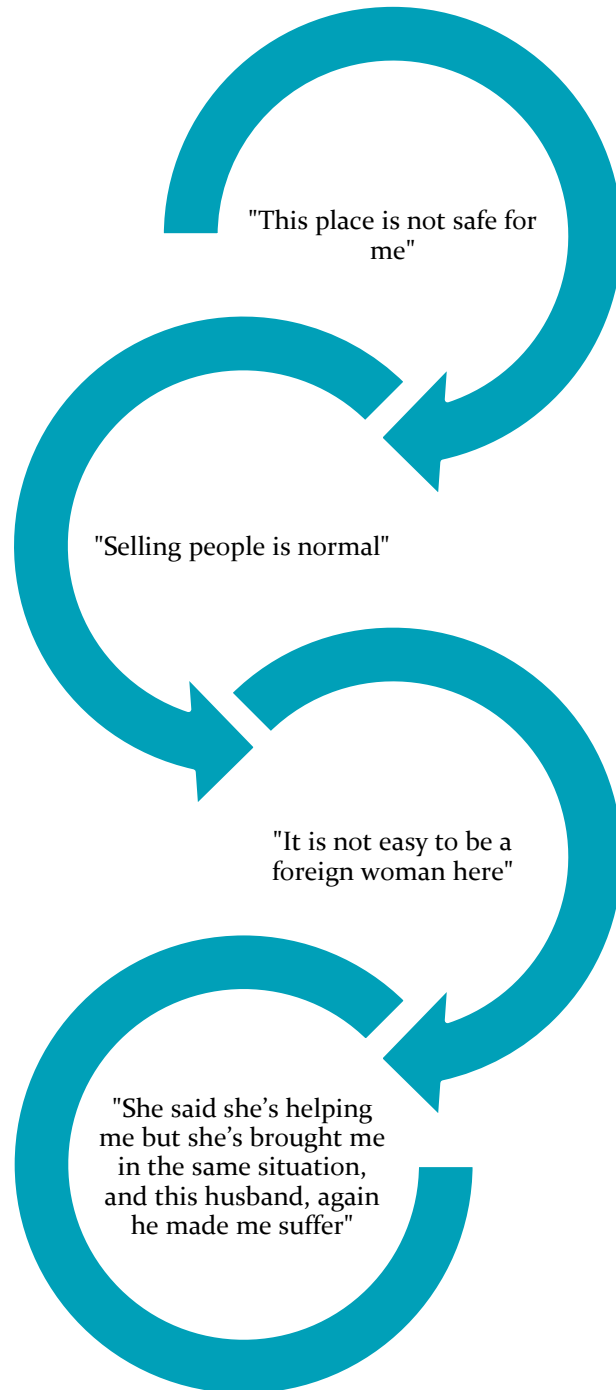 "This place is not safe for
me"
"Selling people is normal"
"It is not easy to be a
foreign woman here"
"She said she’s helping
me but she’s brought me
in the same situation,
and this husband, again
he made me suffer"